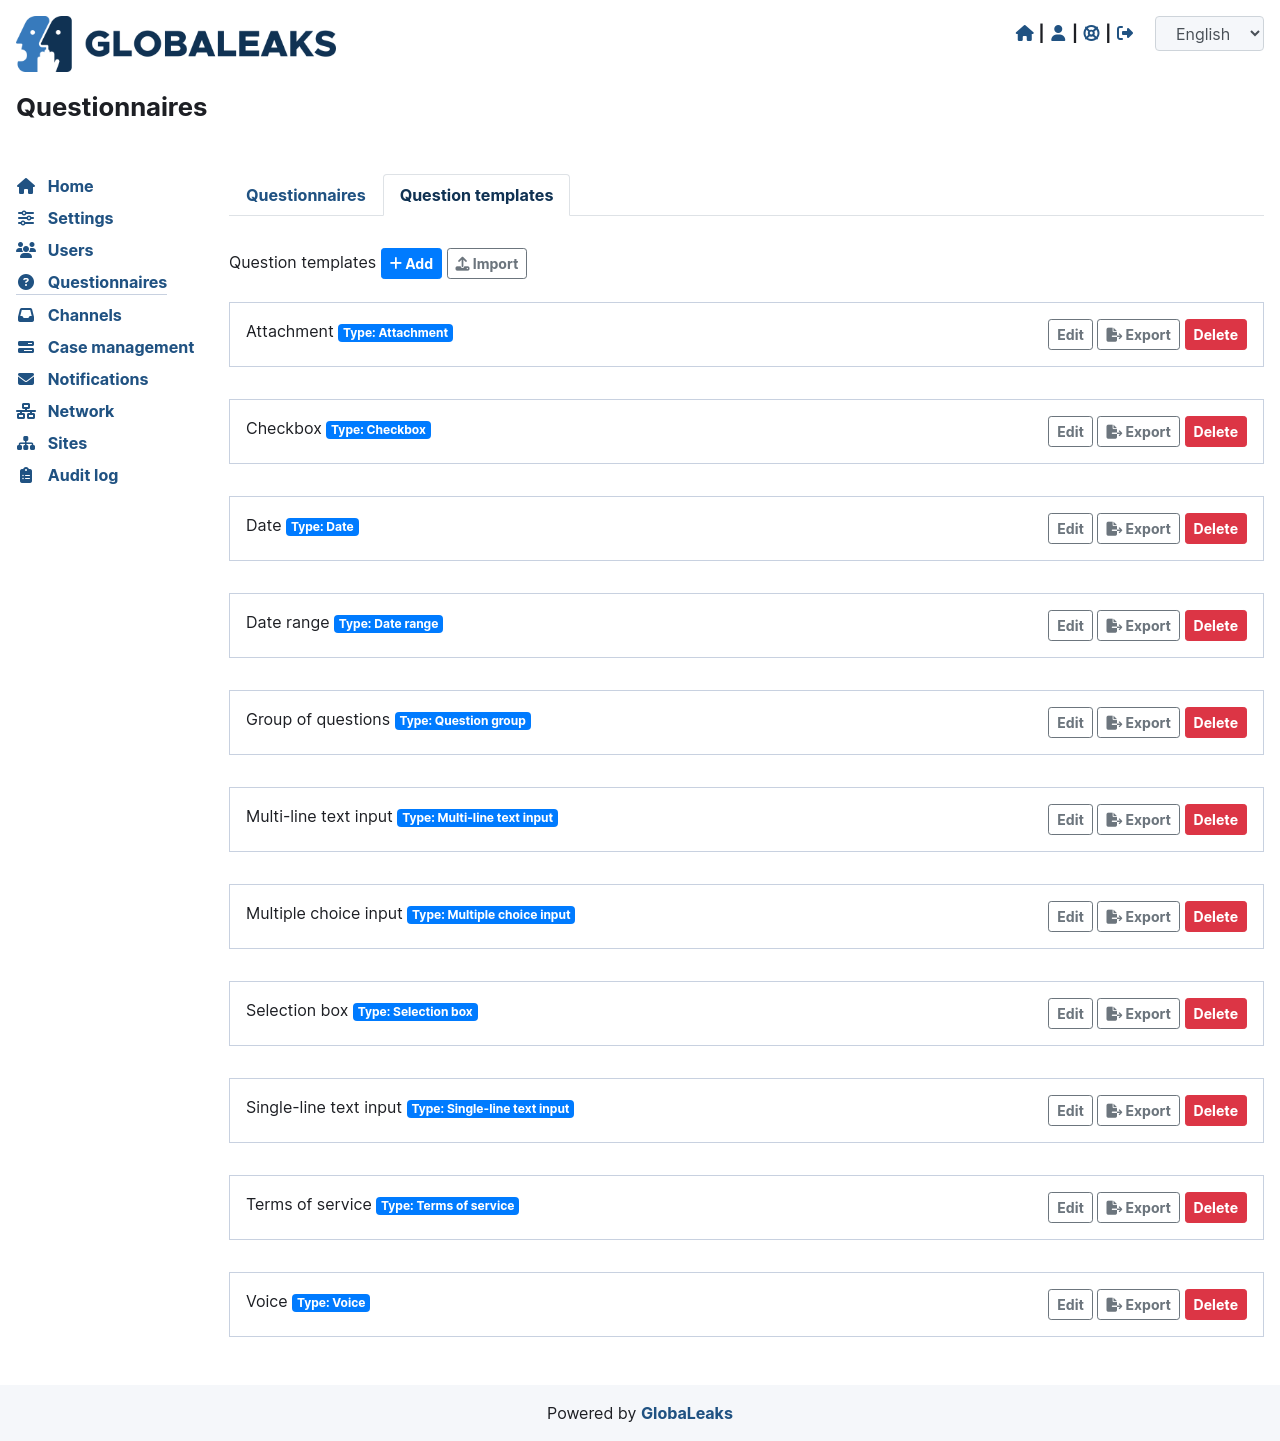 GLOBALEAKS
| | | English
Questionnaires
Home
Settings
Users
Questionnaires
Channels
Case management
Notifications
Network
Sites
Audit log
Questionnaires Question templates
Question templates Add Import
Attachment Type: Attachment Edit Export Delete
Checkbox Type: Checkbox Edit Export Delete
Date Type: Date Edit Export Delete
Date range Type: Date range Edit Export Delete
Group of questions Type: Question group Edit Export Delete
Multi-line text input Type: Multi-line text input Edit Export Delete
Multiple choice input Type: Multiple choice input Edit Export Delete
Selection box Type: Selection box Edit Export Delete
Single-line text input Type: Single-line text input Edit Export Delete
Terms of service Type: Terms of service Edit Export Delete
Voice Type: Voice Edit Export Delete
Powered by GlobaLeaks